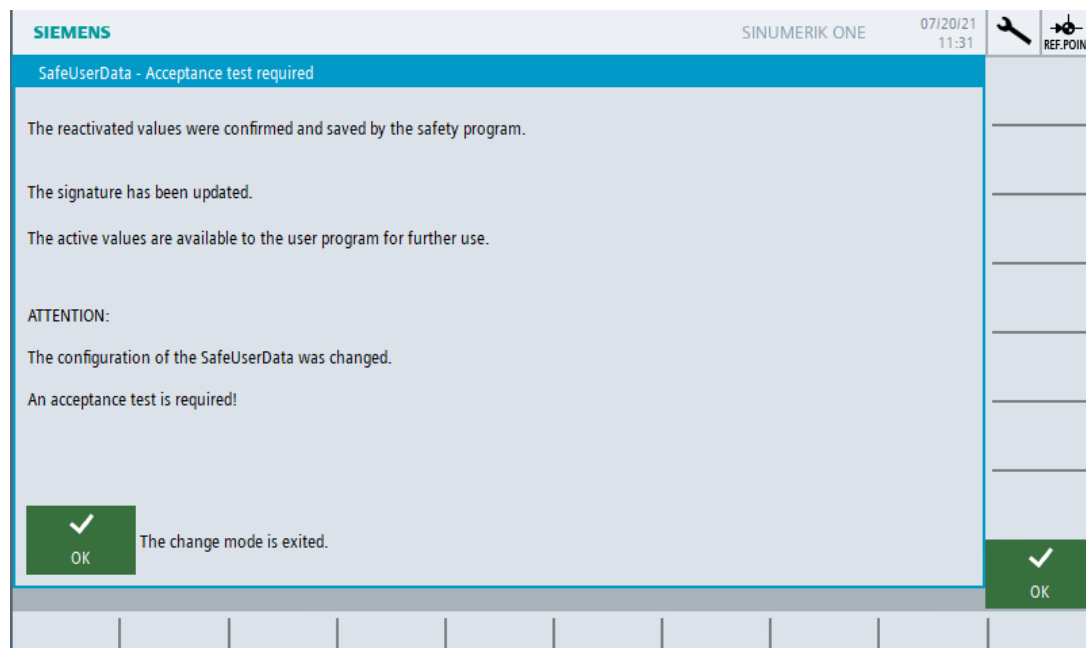 SIEMENS
SINUMERIK ONE
07/20/21
11:31
REF.POIN
SafeUserData - Acceptance test required
The reactivated values were confirmed and saved by the safety program.
The signature has been updated.
The active values are available to the user program for further use.
ATTENTION:
The configuration of the SafeUserData was changed.
An acceptance test is required!
OK
The change mode is exited.
OK